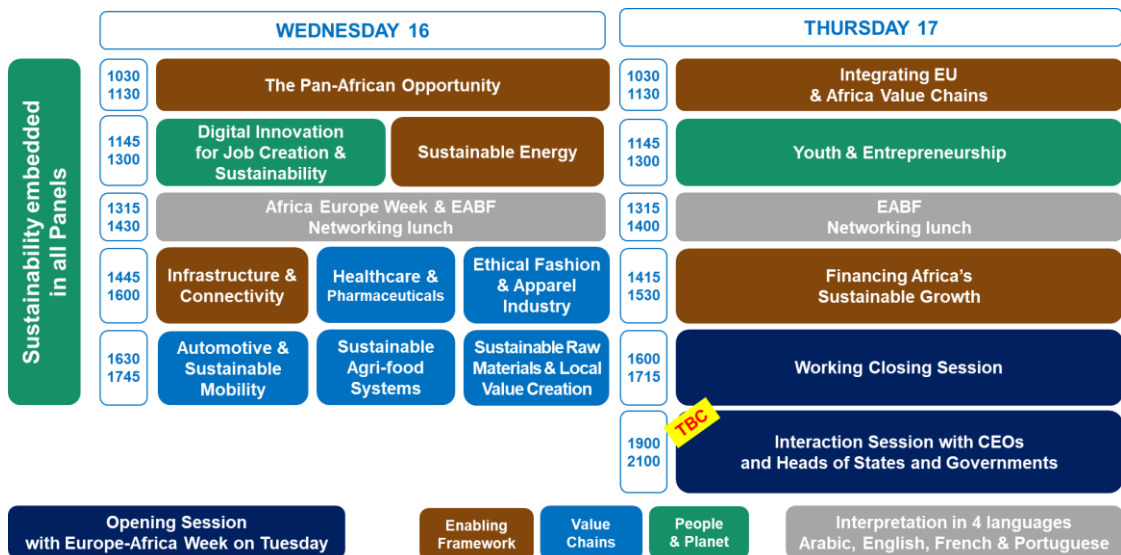 WEDNESDAY 16
THURSDAY 17
Sustainability embedded
in all Panels
1030
1130
The Pan-African Opportunity
1030
1130
Integrating EU
& Africa Value Chains
1145
1300
Digital Innovation
for Job Creation &
Sustainability
Sustainable Energy
1145
1300
Youth & Entrepreneurship
1315
1430
Africa Europe Week & EABF
Networking lunch
1315
1400
EABF
Networking lunch
1445
1600
Infrastructure &
Connectivity
Healthcare &
Pharmaceuticals
Ethical Fashion
& Apparel
Industry
1415
1530
Financing Africa's
Sustainable Growth
1630
1745
Automotive &
Sustainable
Mobility
Sustainable
Agri-food
Systems
Sustainable Raw
Materials & Local
Value Creation
1600
1715
Working Closing Session
TBC
1900
2100
Interaction Session with CEOs
and Heads of States and Governments
Opening Session
with Europe-Africa Week on Tuesday
Enabling
Framework
Value
Chains
People
& Planet
Interpretation in 4 languages
Arabic, English, French & Portuguese